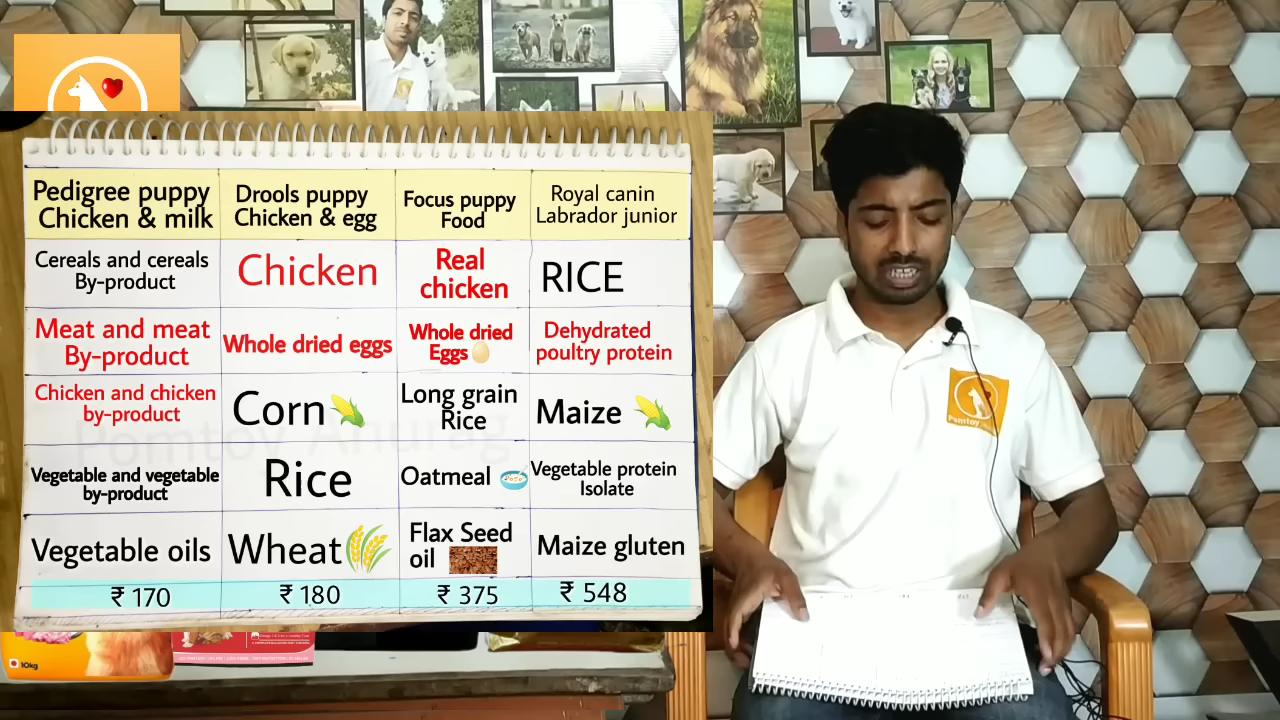 Pedigree puppy
Chicken & milk
Drools puppy
Chicken & egg
Focus puppy
Food
Royal canin
Labrador junior
Cereals and cereals
By-product
Chicken
Real
chicken
RICE
Meat and meat
By-product
Whole dried eggs
Whole dried
Eggs
Dehydrated
poultry protein
Chicken and chicken
by-product
Corn
Long grain
Rice
Maize
Vegetable and vegetable
by-product
Rice
Oatmeal
Vegetable protein
Isolate
Vegetable oils
Wheat
Flax Seed
oil
Maize gluten
₹ 170
₹ 180
₹ 375
₹ 548
Pomtoy Anurag
Pomtoy
10kg